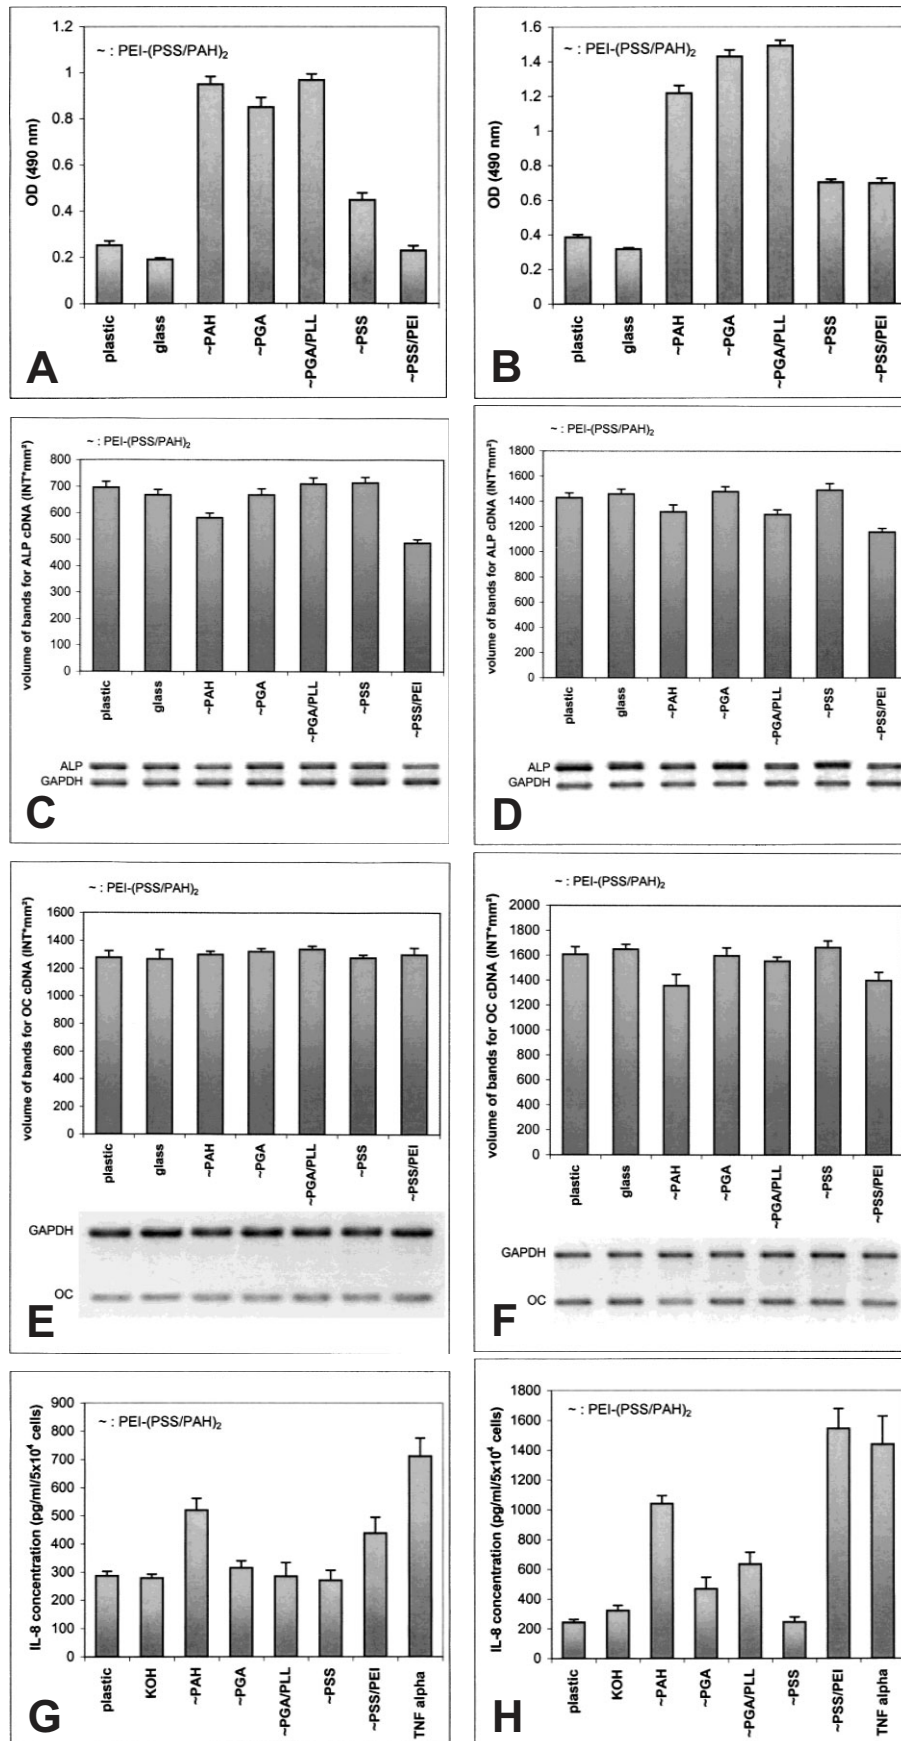 ~ : PEI-(PSS/PAH)₂
OD (490 nm)
1.2
1
0.8
0.6
0.4
0.2
0
plastic
glass
~PAH
~PGA
~PGA/PLL
~PSS
~PSS/PEI
A
~ : PEI-(PSS/PAH)₂
OD (490 nm)
1.6
1.4
1.2
1
0.8
0.6
0.4
0.2
0
plastic
glass
~PAH
~PGA
~PGA/PLL
~PSS
~PSS/PEI
B
~ : PEI-(PSS/PAH)₂
volume of bands for ALP cDNA (INT*mm²)
800
700
600
500
400
300
200
100
0
plastic
glass
~PAH
~PGA
~PGA/PLL
~PSS
~PSS/PEI
ALP
GAPDH
C
~ : PEI-(PSS/PAH)₂
volume of bands for ALP cDNA (INT*mm²)
1800
1600
1400
1200
1000
800
600
400
200
0
plastic
glass
~PAH
~PGA
~PGA/PLL
~PSS
~PSS/PEI
ALP
GAPDH
D
~ : PEI-(PSS/PAH)₂
volume of bands for OC cDNA (INT*mm²)
1600
1400
1200
1000
800
600
400
200
0
plastic
glass
~PAH
~PGA
~PGA/PLL
~PSS
~PSS/PEI
GAPDH
OC
E
~ : PEI-(PSS/PAH)₂
volume of bands for OC cDNA (INT*mm²)
2000
1800
1600
1400
1200
1000
800
600
400
200
0
plastic
glass
~PAH
~PGA
~PGA/PLL
~PSS
~PSS/PEI
GAPDH
OC
F
~ : PEI-(PSS/PAH)₂
IL-8 concentration (pg/ml/5x10⁴ cells)
900
800
700
600
500
400
300
200
100
0
plastic
KOH
~PAH
~PGA
~PGA/PLL
~PSS
~PSS/PEI
TNF alpha
G
~ : PEI-(PSS/PAH)₂
IL-8 concentration (pg/ml/5x10⁴ cells)
1800
1600
1400
1200
1000
800
600
400
200
0
plastic
KOH
~PAH
~PGA
~PGA/PLL
~PSS
~PSS/PEI
TNF alpha
H